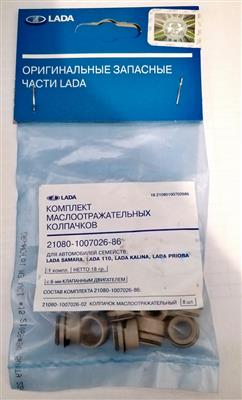 LADA
ОРИГИНАЛЬНЫЕ ЗАПАСНЫЕ
ЧАСТИ LADA
LADA
КОМПЛЕКТ
МАСЛООТРАЖАТЕЛЬНЫХ
КОЛПАЧКОВ
21080-1007026-86
ДЛЯ АВТОМОБИЛЕЙ СЕМЕЙСТВ:
LADA SAMARA, LADA 110, LADA KALINA, LADA PRIORA
1 компл. НЕТТО:18 гр.
с 8-ми КЛАПАННЫМ ДВИГАТЕЛЕМ
СОСТАВ КОМПЛЕКТА 21080-1007026-86:
21080-1007026-02 КОЛПАЧОК МАСЛООТРАЖАТЕЛЬНЫЙ 8 шт.